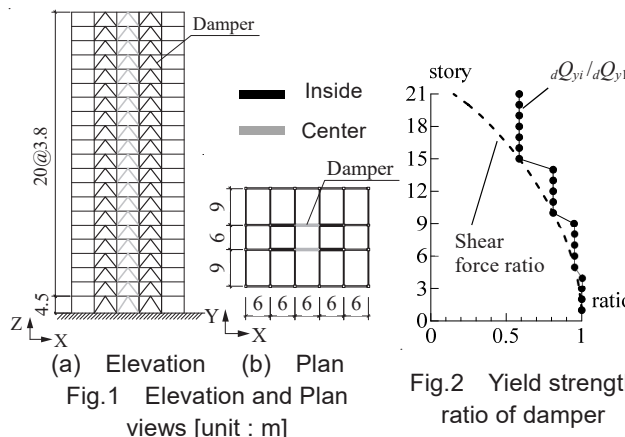 Damper
20@3.8
4.5
Z
X
(a) Elevation
Inside
Center
Damper
9
6
9
Y
X
6 6 6 6 6
(b) Plan
Fig.1 Elevation and Plan
views [unit : m]
story
dQyi/dQy1
21
18
15
12
9
6
3
0
0.5
1
Shear
force ratio
ratio
Fig.2 Yield strength
ratio of damper